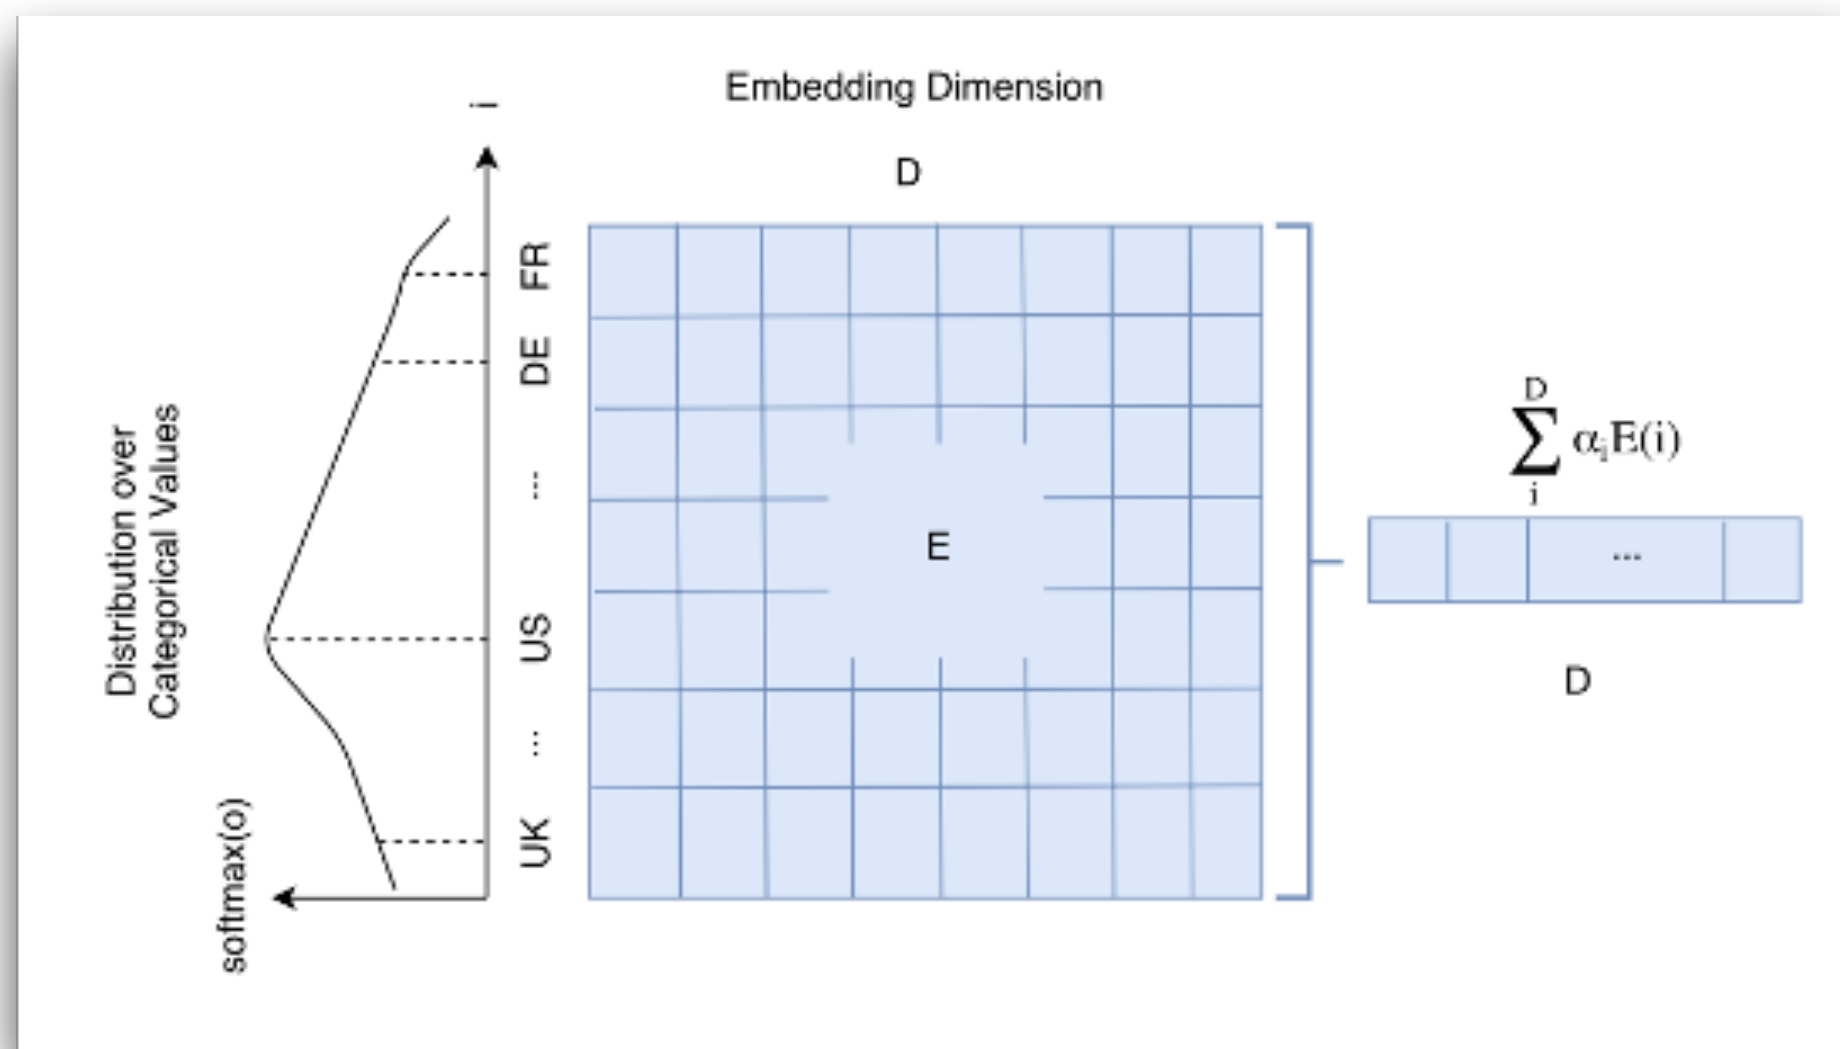 Embedding Dimension
D
i
FR
DE
...
US
...
UK
Distribution over
Categorical Values
softmax(o)
E
D
∑ αᵢE(i)
i
...
D